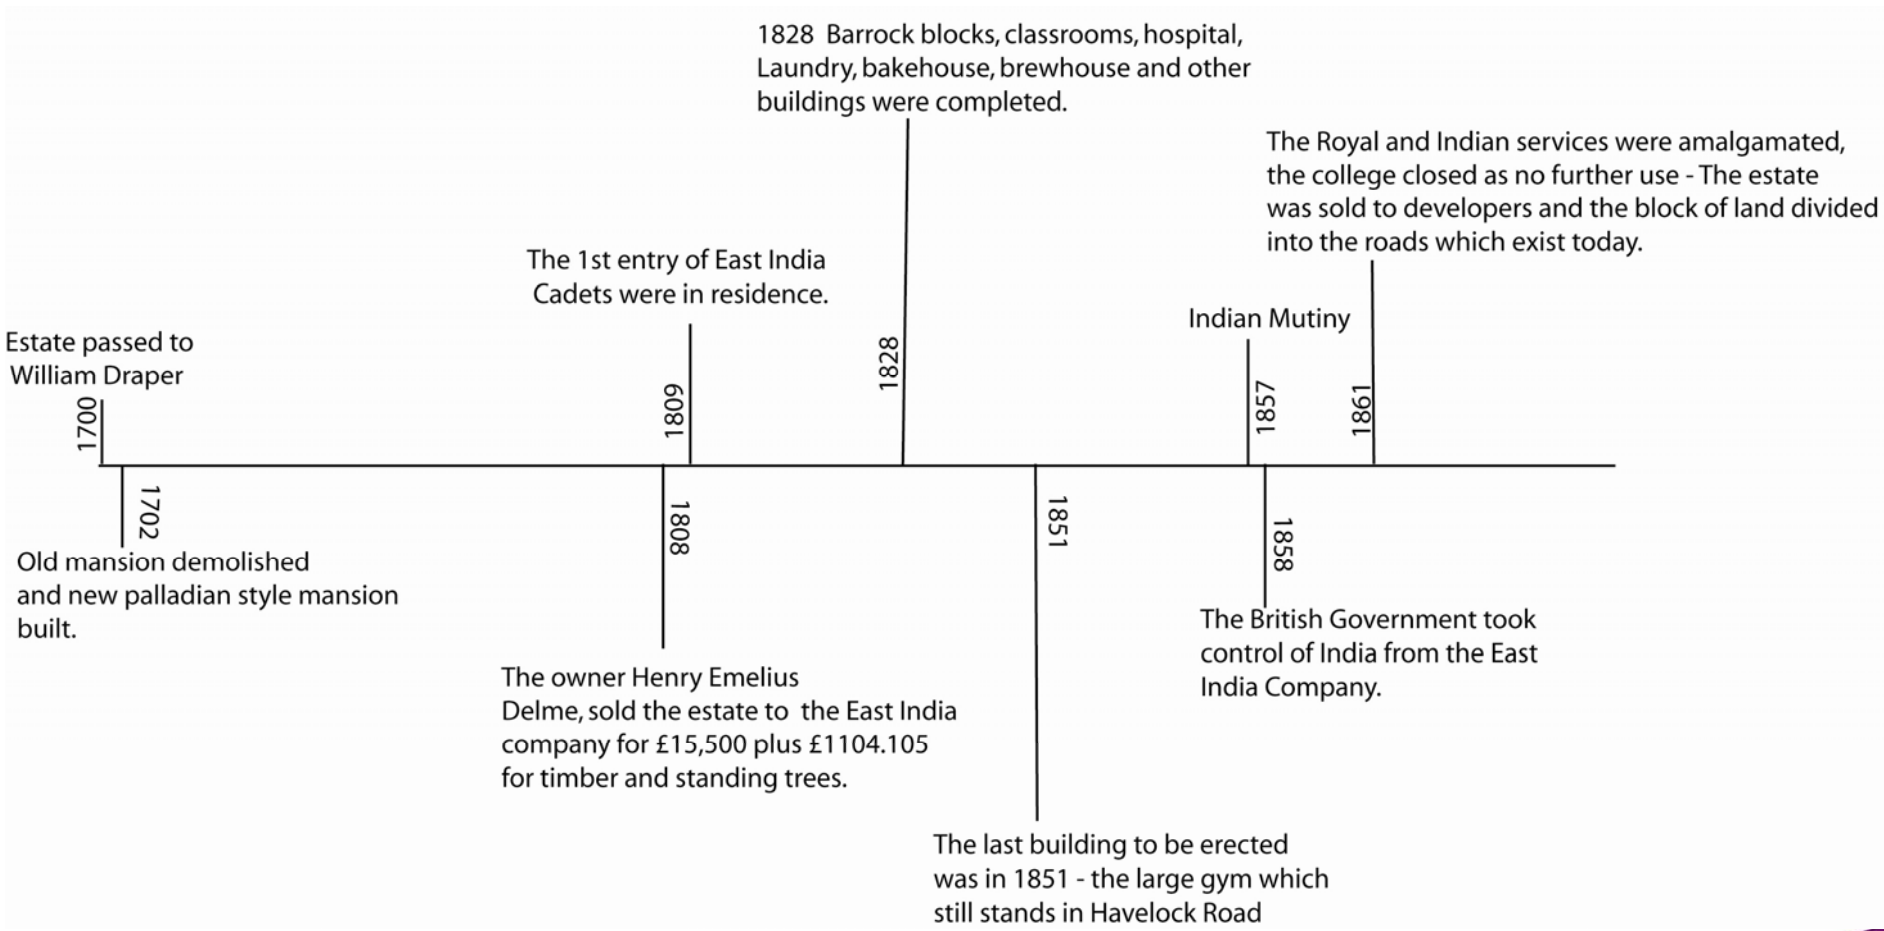 1828 Barrock blocks, classrooms, hospital,
Laundry, bakehouse, brewhouse and other
buildings were completed.
The Royal and Indian services were amalgamated,
the college closed as no further use - The estate
was sold to developers and the block of land divided
into the roads which exist today.
The 1st entry of East India
Cadets were in residence.
Indian Mutiny
Estate passed to
William Draper
1700
1809
1828
1857
1861
1702
1808
1851
1858
Old mansion demolished
and new palladian style mansion
built.
The owner Henry Emelius
Delme, sold the estate to the East India
company for £15,500 plus £1104.105
for timber and standing trees.
The British Government took
control of India from the East
India Company.
The last building to be erected
was in 1851 - the large gym which
still stands in Havelock Road